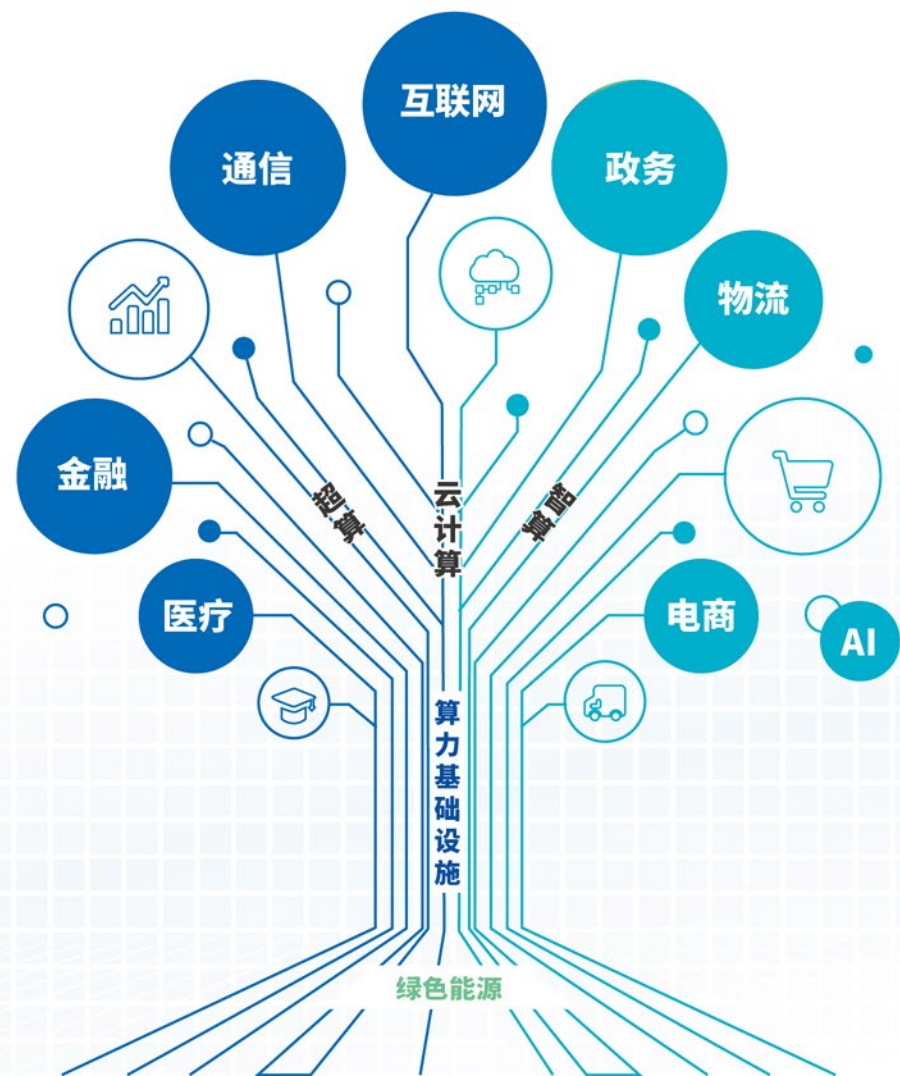 互联网
通信
政务
物流
金融
超算
云计算
智算
医疗
电商
AI
算力基础设施
绿色能源